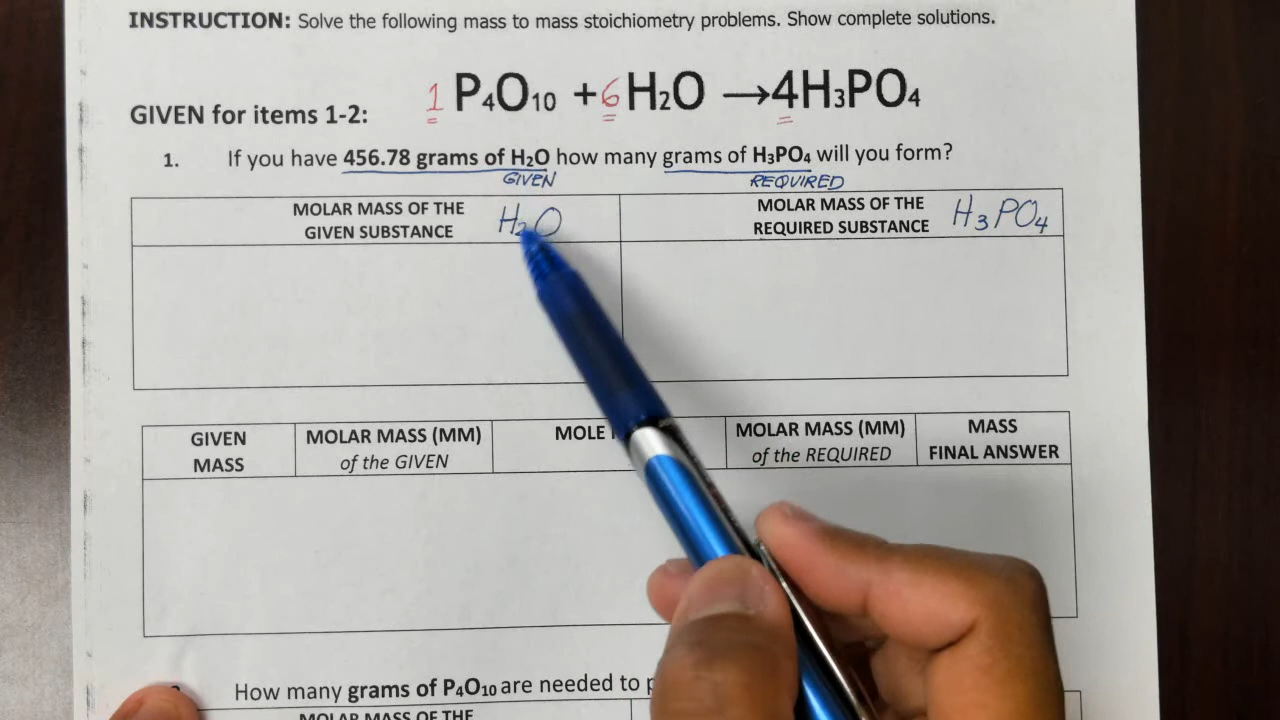 INSTRUCTION: Solve the following mass to mass stoichiometry problems. Show complete solutions.
GIVEN for items 1-2: 1 P₄O₁₀ + 6 H₂O → 4H₃PO₄
1. If you have 456.78 grams of H₂O how many grams of H₃PO₄ will you form?
GIVEN REQUIRED
MOLAR MASS OF THE
GIVEN SUBSTANCE H₂O
MOLAR MASS OF THE
REQUIRED SUBSTANCE H₃PO₄
GIVEN
MASS
MOLAR MASS (MM)
of the GIVEN
MOLE
MOLAR MASS (MM)
of the REQUIRED
MASS
FINAL ANSWER
How many grams of P₄O₁₀ are needed to
MOLAR MASS OF THE